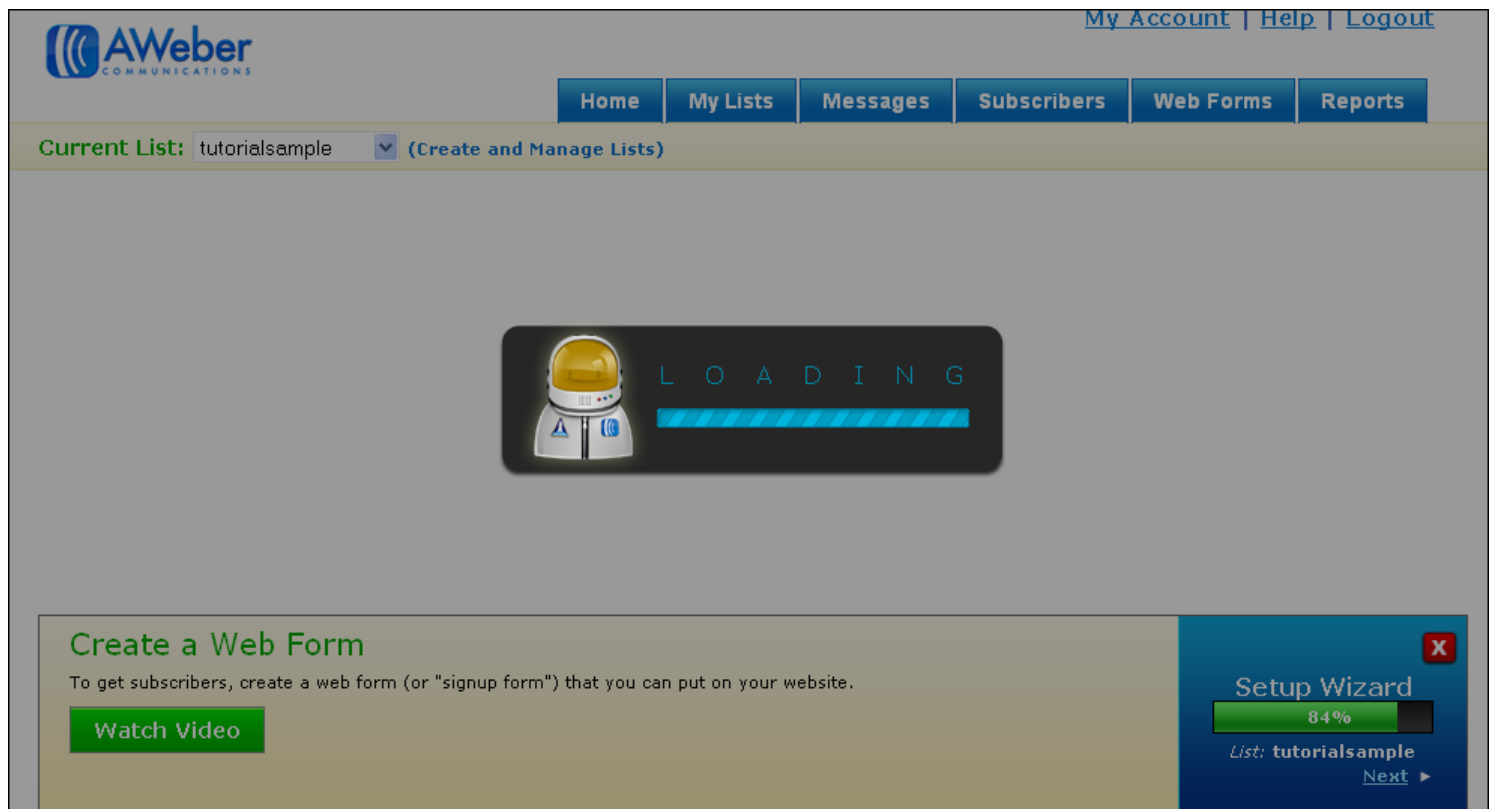 My Account | Help | Logout
AWeber
COMMUNICATIONS
Home My Lists Messages Subscribers Web Forms Reports
Current List: tutorialsample (Create and Manage Lists)
LOADING
Create a Web Form
To get subscribers, create a web form (or "signup form") that you can put on your website.
Watch Video
X
Setup Wizard
84%
List: tutorialsample
Next ►